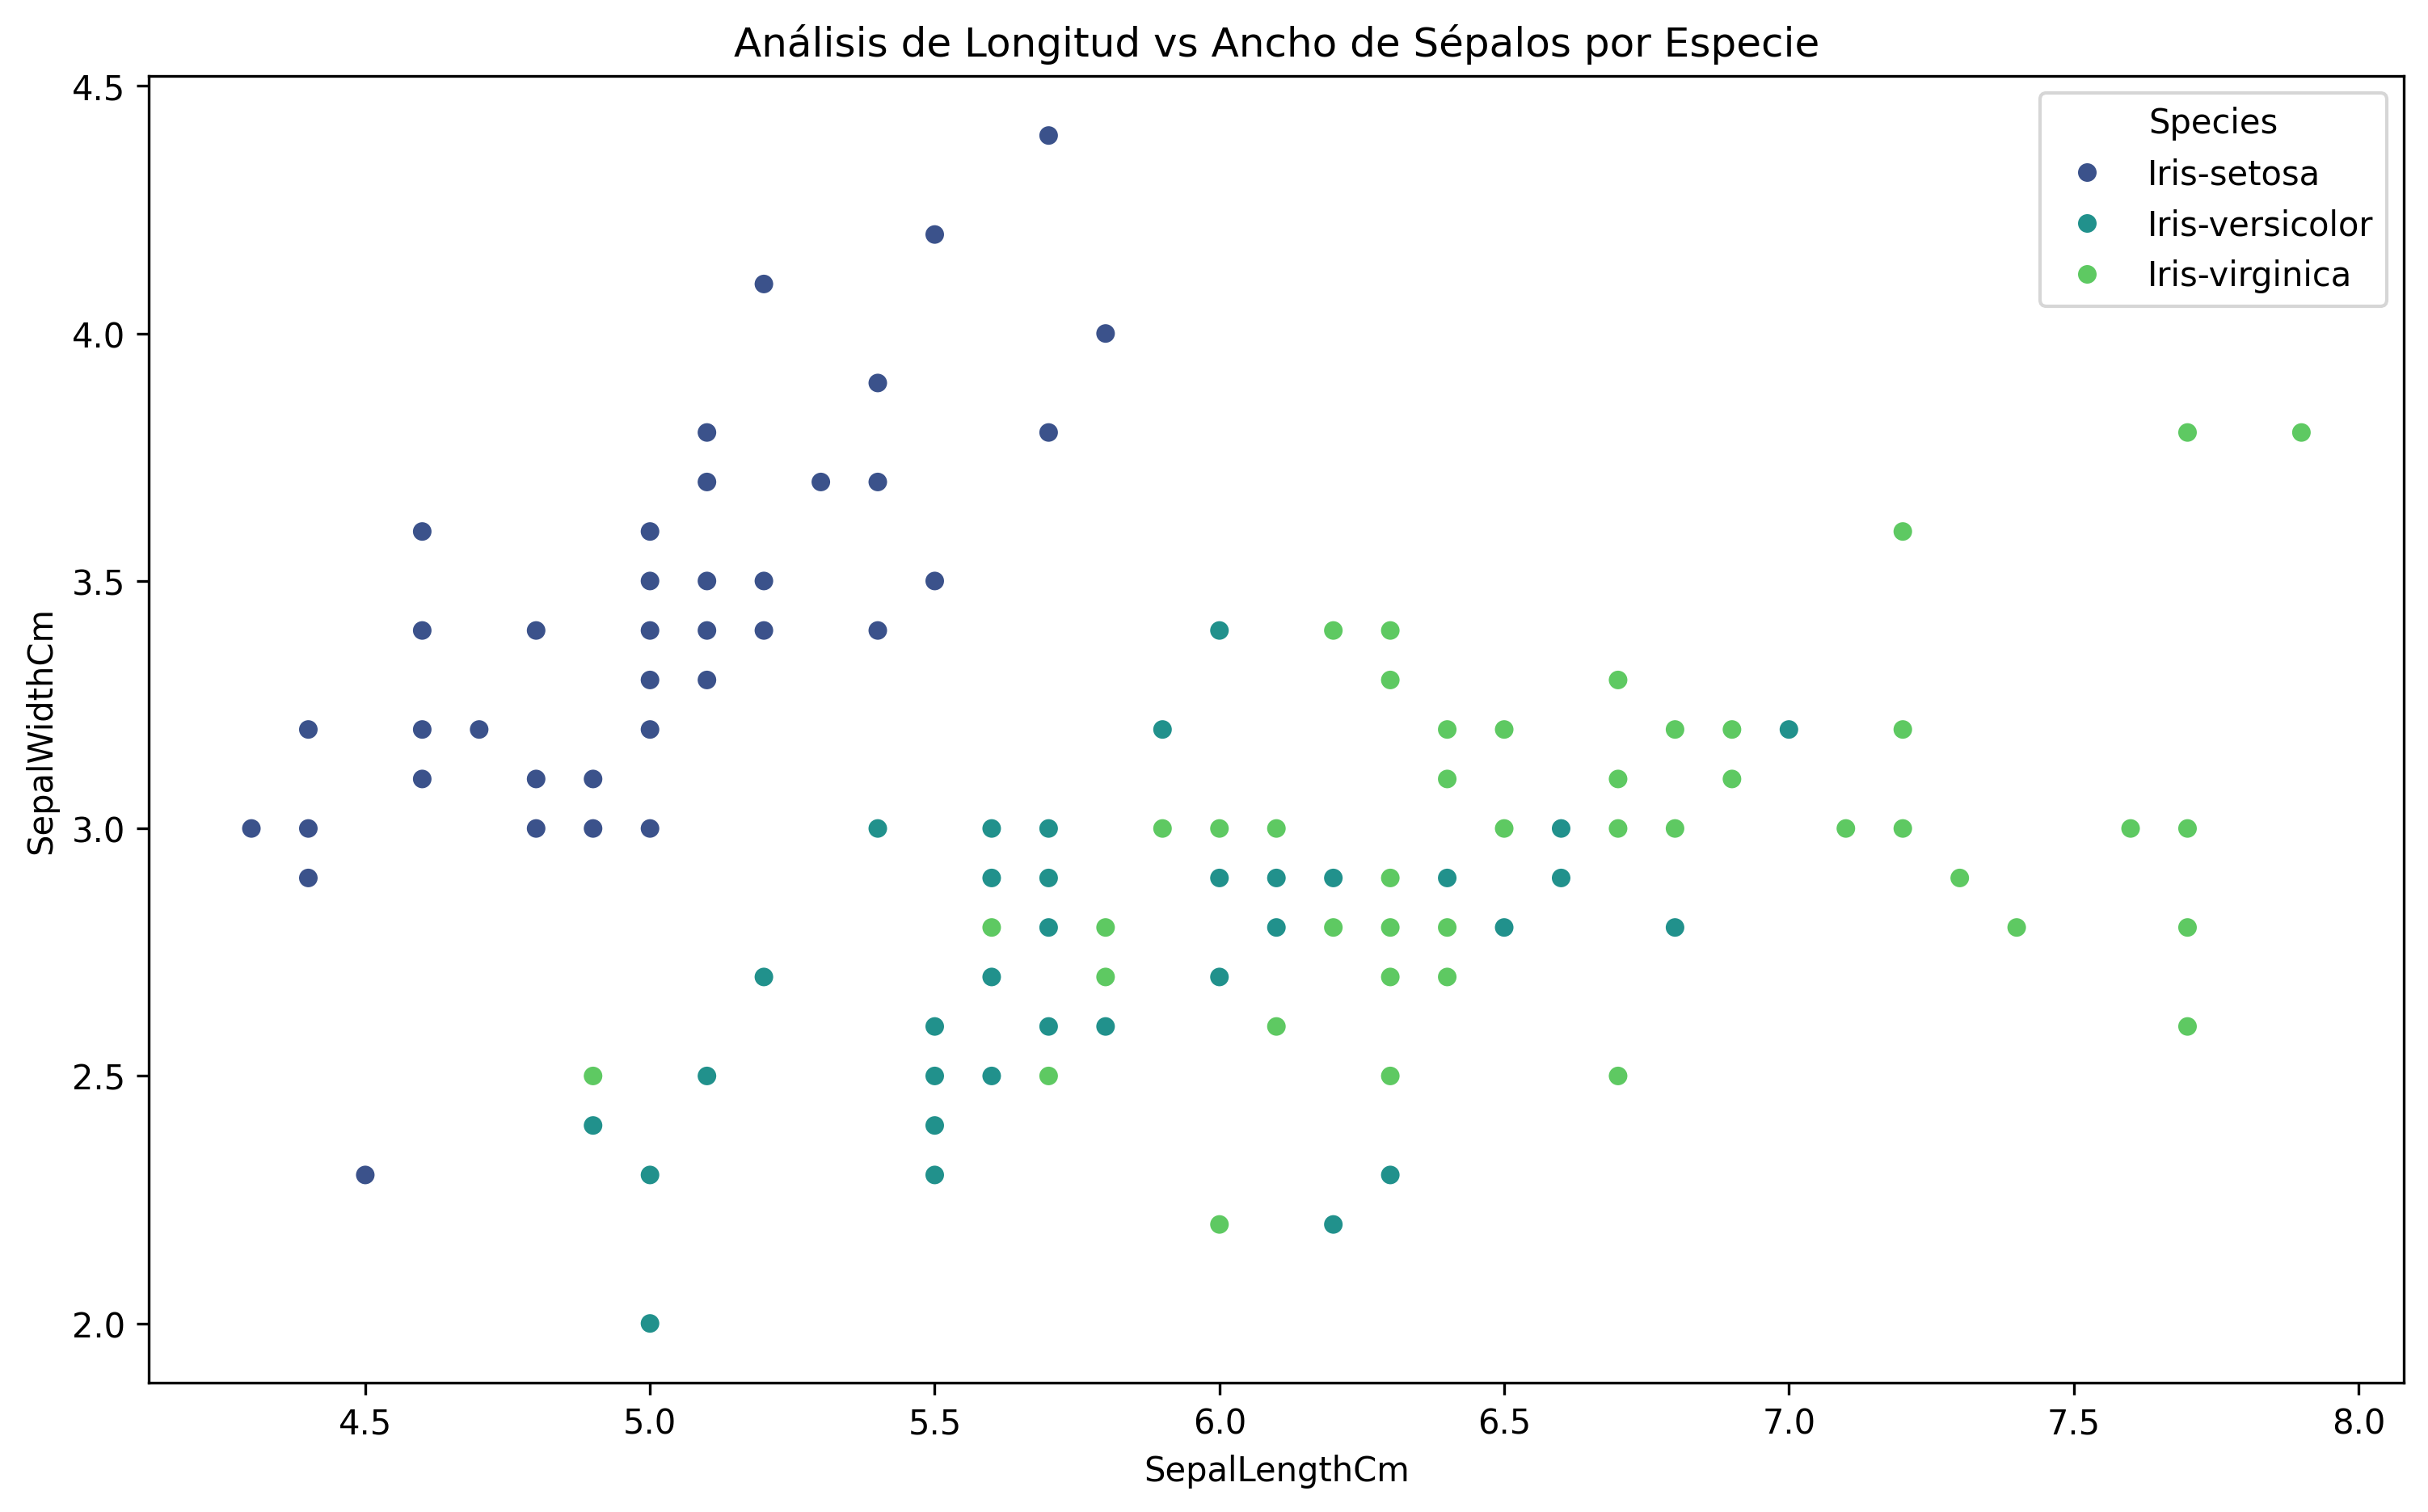 Análisis de Longitud vs Ancho de Sépalos por Especie
Species
Iris-setosa
Iris-versicolor
Iris-virginica
SepalWidthCm
4.5
4.0
3.5
3.0
2.5
2.0
4.5 5.0 5.5 6.0 6.5 7.0 7.5 8.0
SepalLengthCm